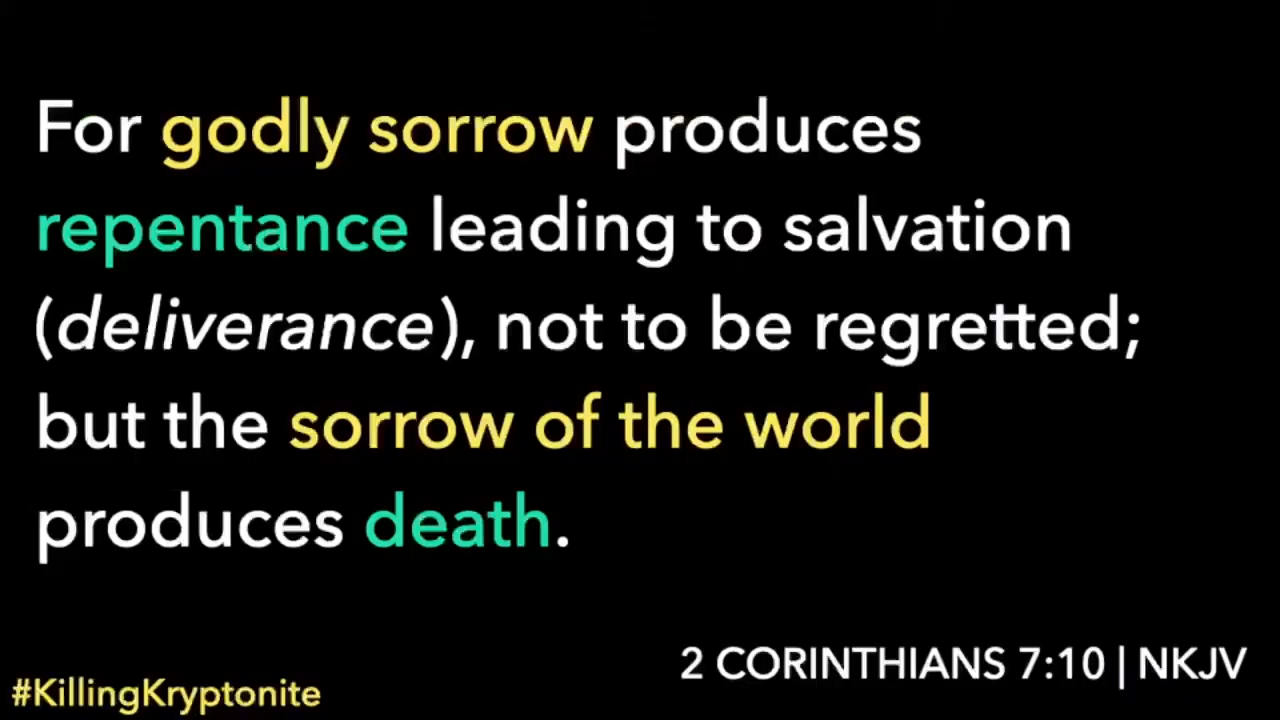 For godly sorrow produces
repentance leading to salvation
(deliverance), not to be regretted;
but the sorrow of the world
produces death.
2 CORINTHIANS 7:10 | NKJV
#KillingKryptonite